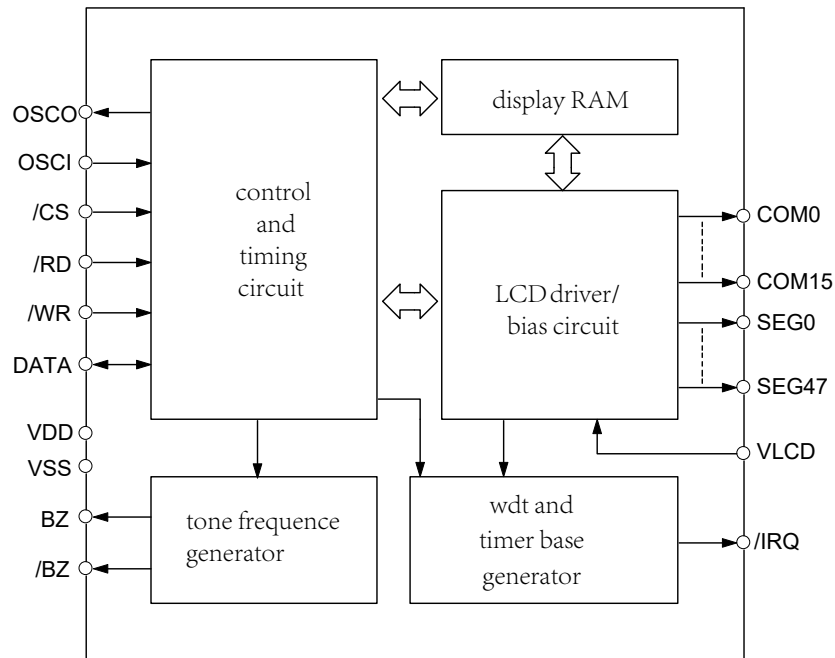 OSCO
OSCI
/CS
/RD
/WR
DATA
VDD
VSS
BZ
/BZ
control
and
timing
circuit
display RAM
LCD driver/
bias circuit
tone frequence
generator
wdt and
timer base
generator
COM0
COM15
SEG0
SEG47
VLCD
/IRQ